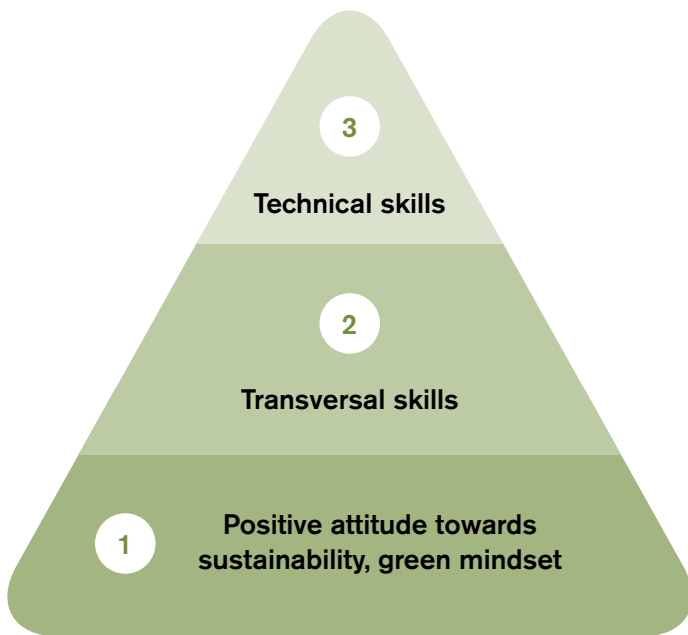 3
Technical skills
2
Transversal skills
1
Positive attitude towards
sustainability, green mindset